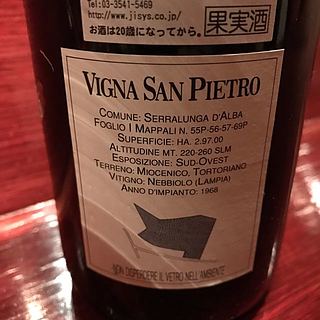 Tel:03-3541-5469
http://www.jisys.co.jp/
お酒は20歳になってから。
果実酒
VIGNA SAN PIETRO
COMUNE: SERRALUNGA D'ALBA
FOGLIO I MAPPALI N. 55P-56-57-69P
SUPERFICIE: HA. 2.97.00
ALTITUDINE MT. 220-260 SLM
ESPOSIZIONE: SUD-OVEST
TERRENO: MIOCENICO, TORTORIANO
VITIGNO: NEBBIOLO (LAMPIA)
ANNO D'IMPIANTO: 1968
NON DISPERDERE IL VETRO NELL'AMBIENTE